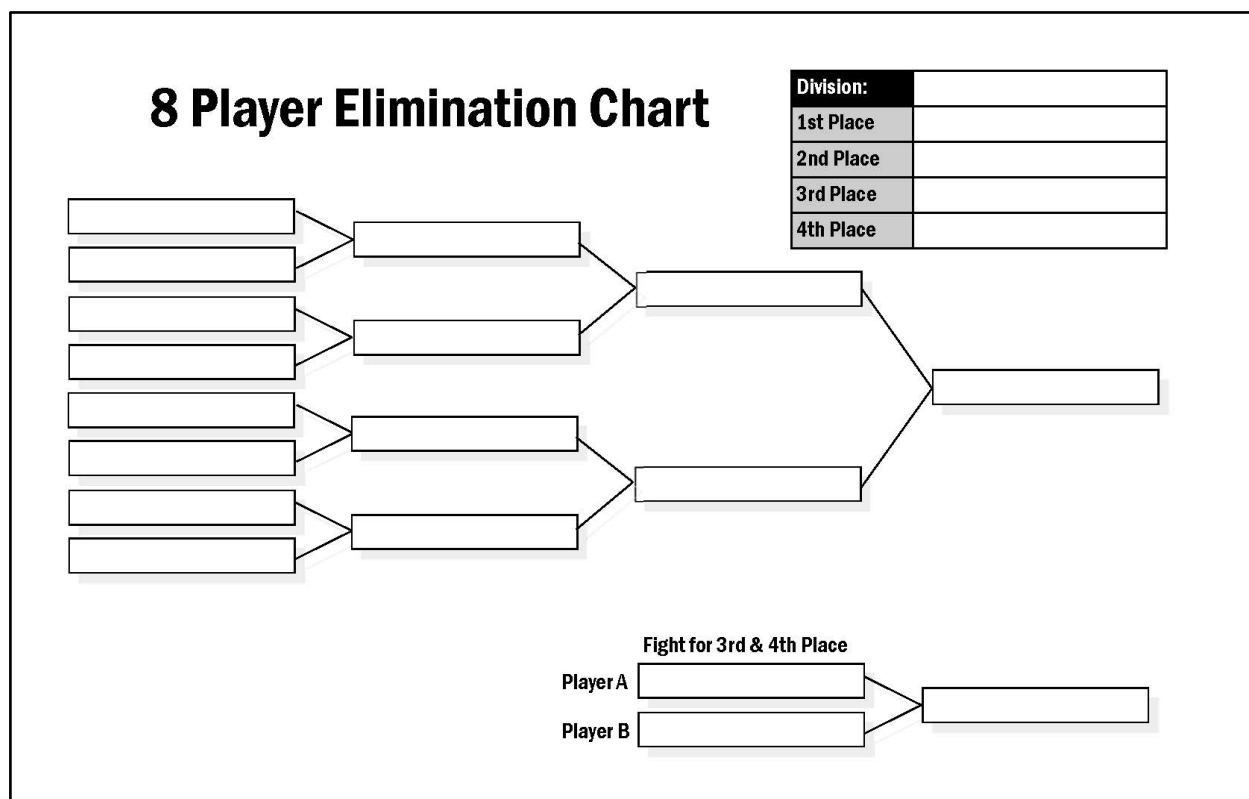 8 Player Elimination Chart
Division:
1st Place
2nd Place
3rd Place
4th Place
Fight for 3rd & 4th Place
Player A
Player B